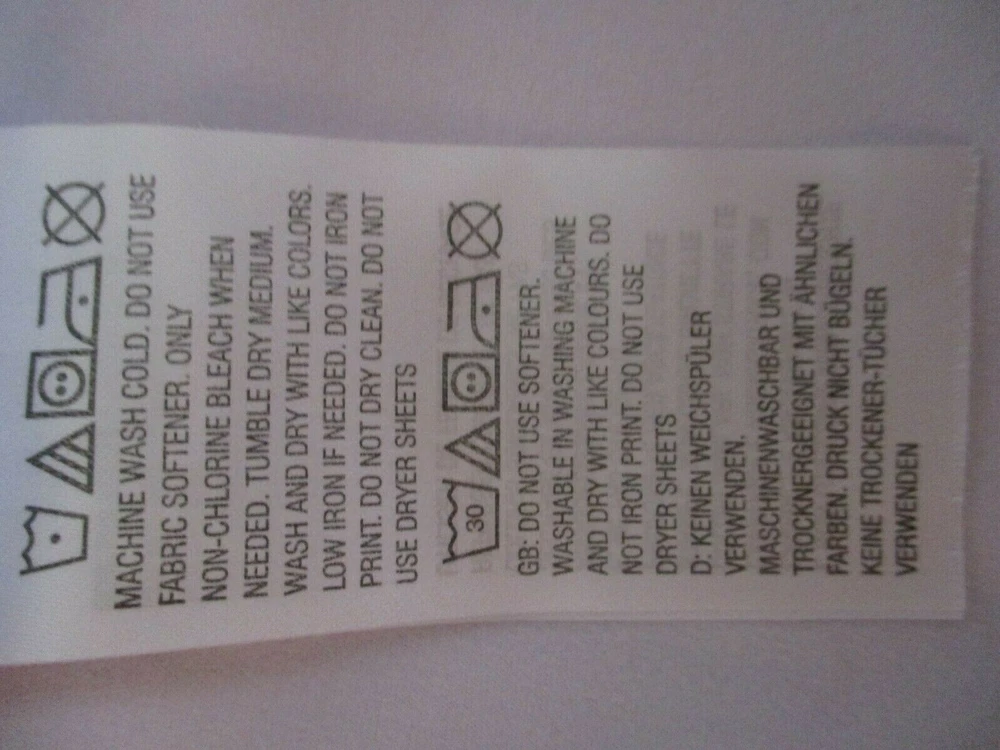 MACHINE WASH COLD. DO NOT USE
FABRIC SOFTENER. ONLY
NON-CHLORINE BLEACH WHEN
NEEDED. TUMBLE DRY MEDIUM.
WASH AND DRY WITH LIKE COLORS.
LOW IRON IF NEEDED. DO NOT IRON
PRINT. DO NOT DRY CLEAN. DO NOT
USE DRYER SHEETS
30
GB: DO NOT USE SOFTENER.
WASHABLE IN WASHING MACHINE
AND DRY WITH LIKE COLOURS. DO
NOT IRON PRINT. DO NOT USE
DRYER SHEETS
D: KEINEN WEICHSPÜLER
VERWENDEN.
MASCHINENWASCHBAR UND
TROCKNERGEEIGNET MIT ÄHNLICHEN
FARBEN. DRUCK NICHT BÜGELN.
KEINE TROCKENER-TÜCHER
VERWENDEN